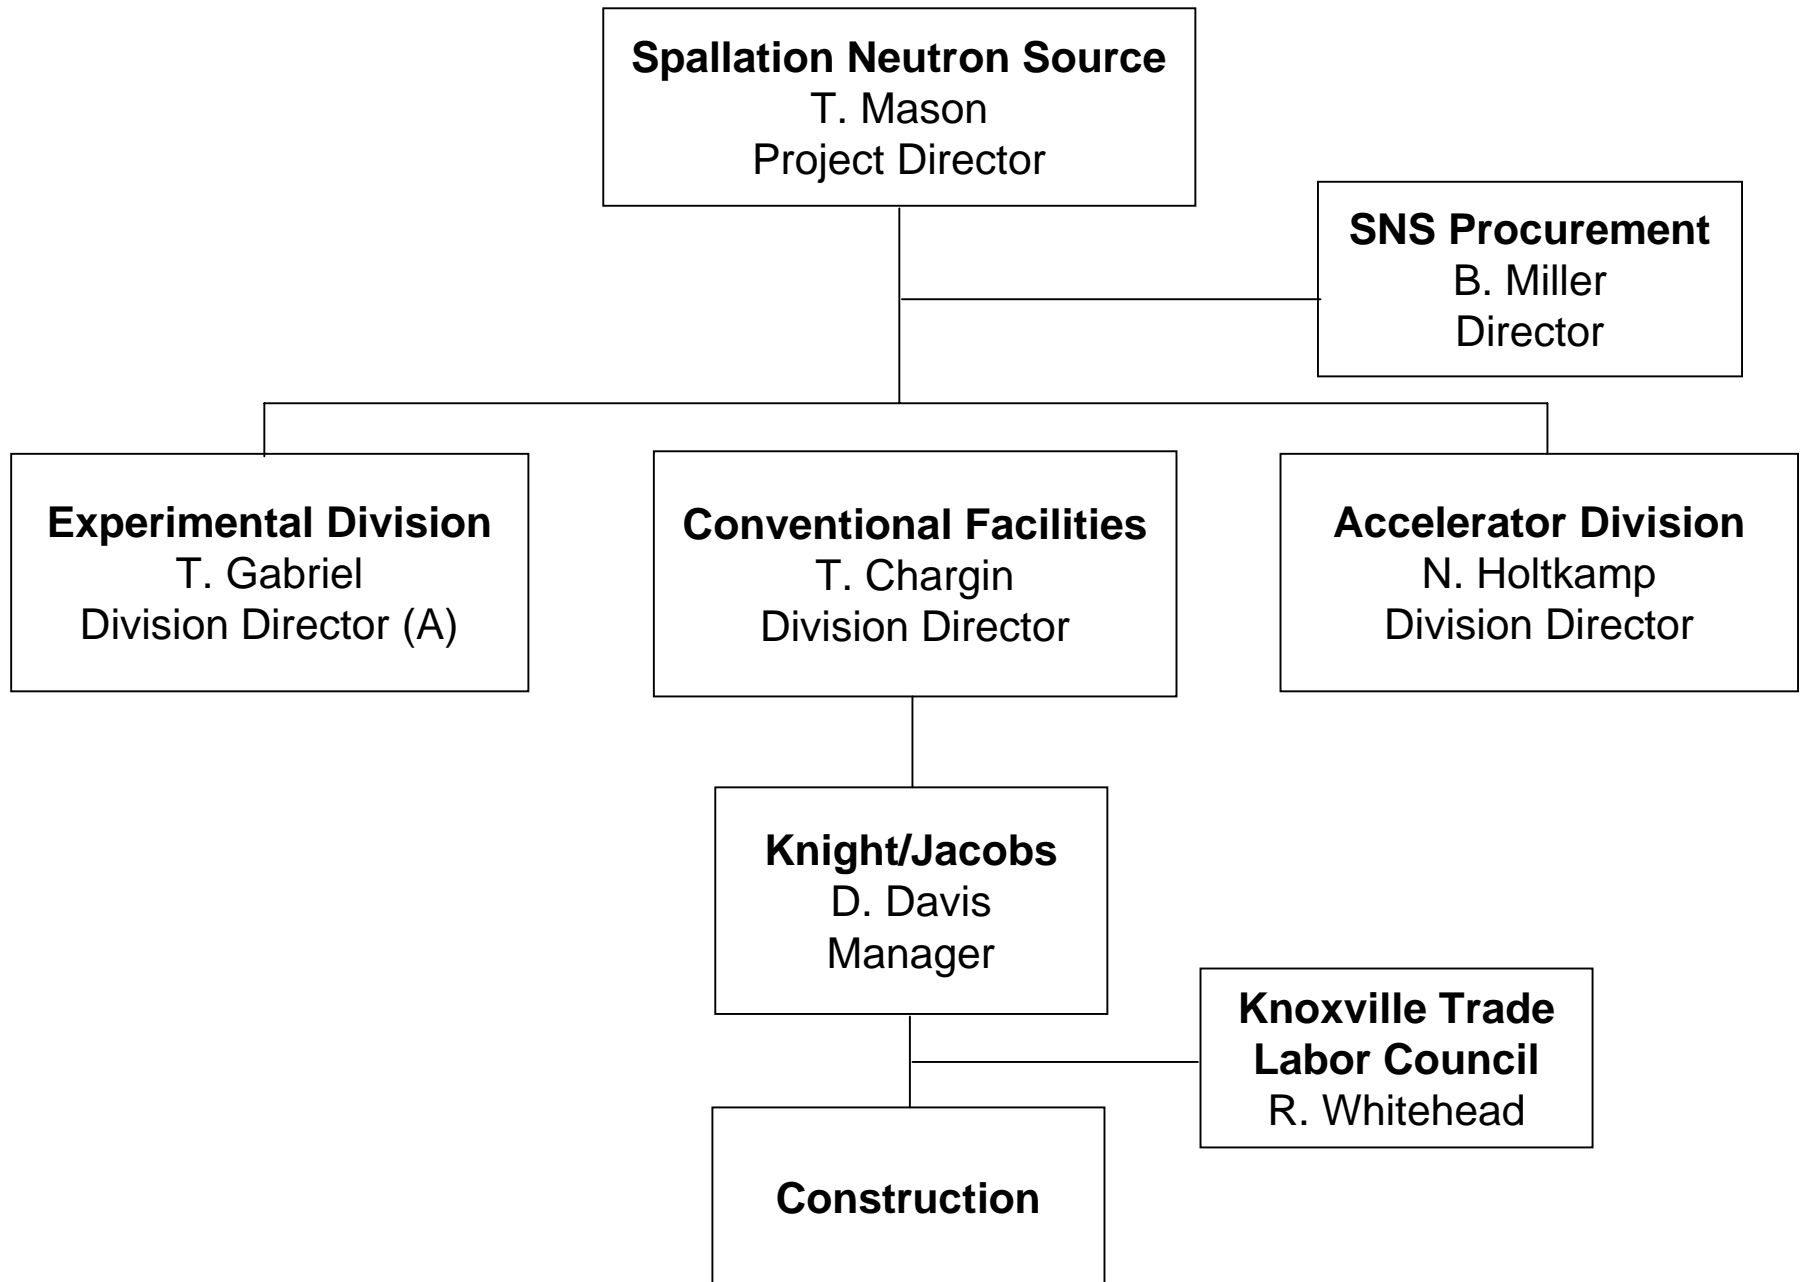 Spallation Neutron Source
T. Mason
Project Director
SNS Procurement
B. Miller
Director
Experimental Division
T. Gabriel
Division Director (A)
Conventional Facilities
T. Chargin
Division Director
Accelerator Division
N. Holtkamp
Division Director
Knight/Jacobs
D. Davis
Manager
Knoxville Trade
Labor Council
R. Whitehead
Construction